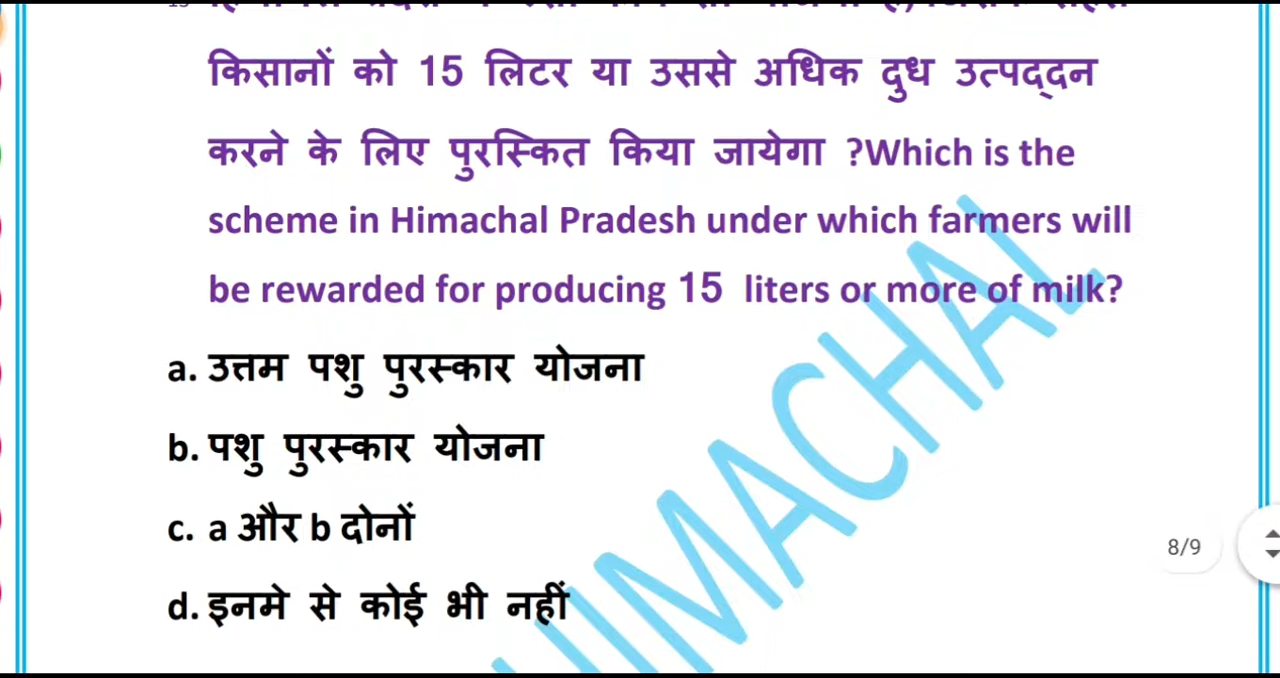 किसानों को 15 लिटर या उससे अधिक दुध उत्पद्दन
करने के लिए पुरस्कित किया जायेगा ?Which is the
scheme in Himachal Pradesh under which farmers will
be rewarded for producing 15 liters or more of milk?
a. उत्तम पशु पुरस्कार योजना
b. पशु पुरस्कार योजना
c. a और b दोनों
d. इनमे से कोई भी नहीं
8/9
HIMACHAL